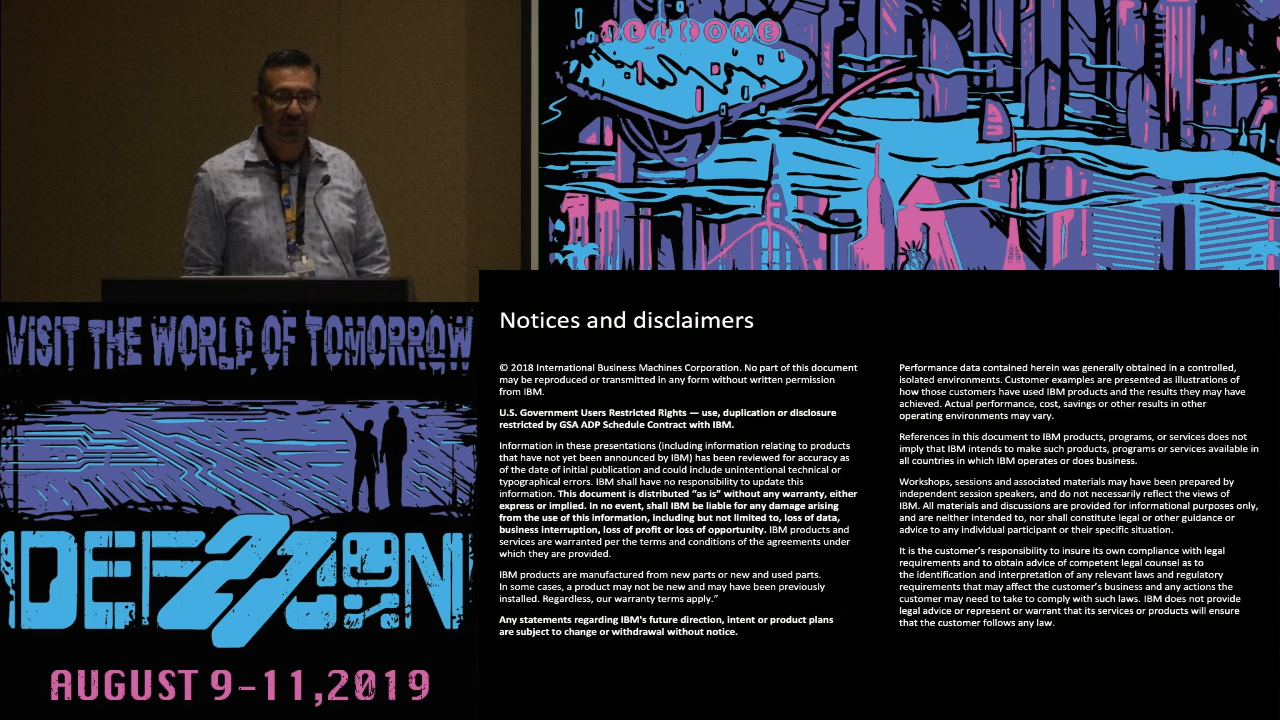 WELCOME
VISIT THE WORLD OF TOMORROW
DEF27CON
AUGUST 9-11,2019
Notices and disclaimers
© 2018 International Business Machines Corporation. No part of this document
may be reproduced or transmitted in any form without written permission
from IBM.
U.S. Government Users Restricted Rights — use, duplication or disclosure
restricted by GSA ADP Schedule Contract with IBM.
Information in these presentations (including information relating to products
that have not yet been announced by IBM) has been reviewed for accuracy as
of the date of initial publication and could include unintentional technical or
typographical errors. IBM shall have no responsibility to update this
information. This document is distributed “as is” without any warranty, either
express or implied. In no event, shall IBM be liable for any damage arising
from the use of this information, including but not limited to, loss of data,
business interruption, loss of profit or loss of opportunity. IBM products and
services are warranted per the terms and conditions of the agreements under
which they are provided.
IBM products are manufactured from new parts or new and used parts.
In some cases, a product may not be new and may have been previously
installed. Regardless, our warranty terms apply.”
Any statements regarding IBM's future direction, intent or product plans
are subject to change or withdrawal without notice.
Performance data contained herein was generally obtained in a controlled,
isolated environments. Customer examples are presented as illustrations of
how those customers have used IBM products and the results they may have
achieved. Actual performance, cost, savings or other results in other
operating environments may vary.
References in this document to IBM products, programs, or services does not
imply that IBM intends to make such products, programs or services available in
all countries in which IBM operates or does business.
Workshops, sessions and associated materials may have been prepared by
independent session speakers, and do not necessarily reflect the views of
IBM. All materials and discussions are provided for informational purposes only,
and are neither intended to, nor shall constitute legal or other guidance or
advice to any individual participant or their specific situation.
It is the customer’s responsibility to insure its own compliance with legal
requirements and to obtain advice of competent legal counsel as to
the identification and interpretation of any relevant laws and regulatory
requirements that may affect the customer’s business and any actions the
customer may need to take to comply with such laws. IBM does not provide
legal advice or represent or warrant that its services or products will ensure
that the customer follows any law.